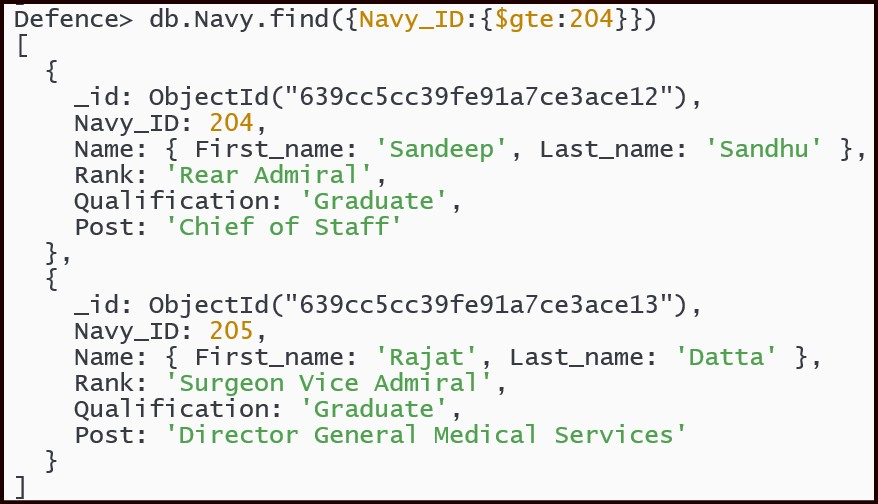 Defence> db.Navy.find({Navy_ID:{$gte:204}})
[
  {
    _id: ObjectId("639cc5cc39fe91a7ce3ace12"),
    Navy_ID: 204,
    Name: { First_name: 'Sandeep', Last_name: 'Sandhu' },
    Rank: 'Rear Admiral',
    Qualification: 'Graduate',
    Post: 'Chief of Staff'
  },
  {
    _id: ObjectId("639cc5cc39fe91a7ce3ace13"),
    Navy_ID: 205,
    Name: { First_name: 'Rajat', Last_name: 'Datta' },
    Rank: 'Surgeon Vice Admiral',
    Qualification: 'Graduate',
    Post: 'Director General Medical Services'
  }
]